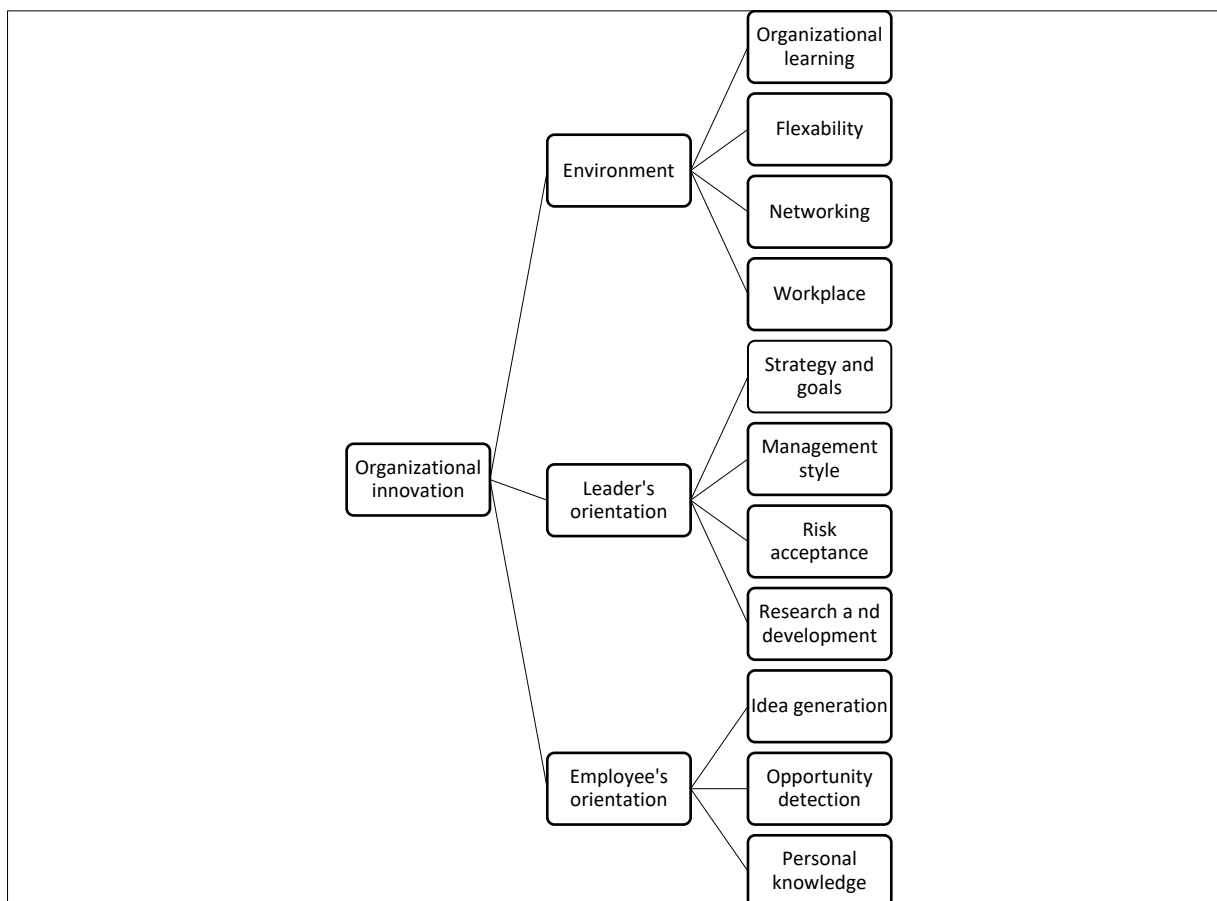 Organizational
learning
Flexability
Environment
Networking
Workplace
Strategy and
goals
Organizational
innovation
Management
style
Leader's
orientation
Risk
acceptance
Research a nd
development
Idea generation
Employee's
orientation
Opportunity
detection
Personal
knowledge